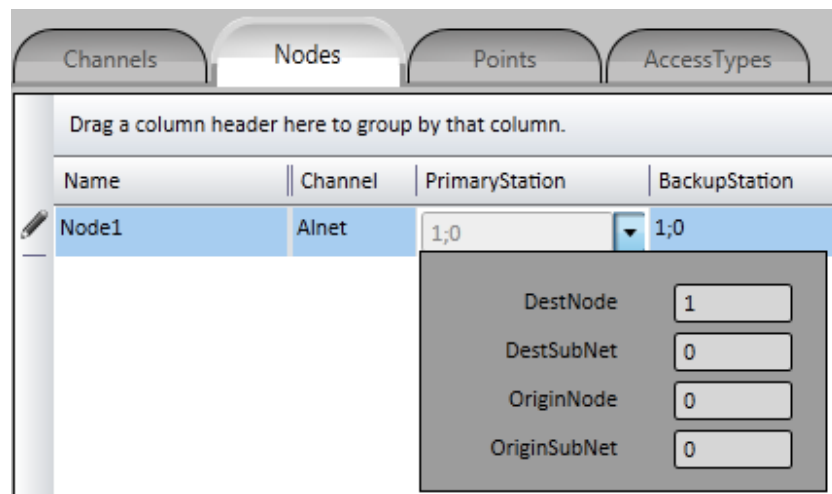 Channels Nodes Points AccessTypes
Drag a column header here to group by that column.
Name Channel PrimaryStation BackupStation
Node1 Alnet 1;0 1;0
DestNode 1
DestSubNet 0
OriginNode 0
OriginSubNet 0